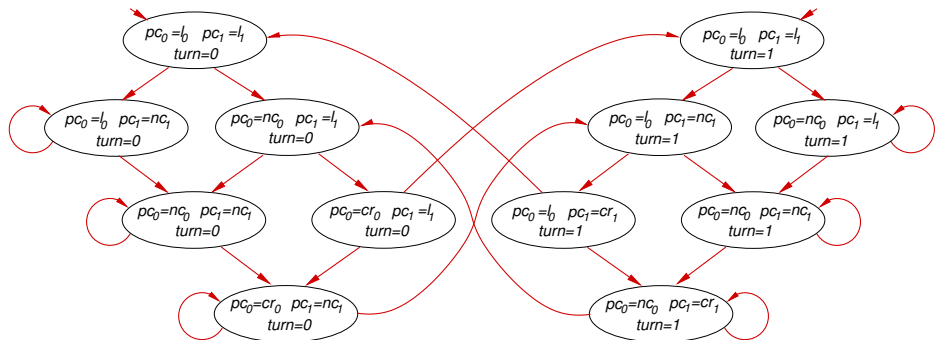 pc₀=l₀ pc₁=l₁
turn=0
pc₀=l₀ pc₁=l₁
turn=1
pc₀=l₀ pc₁=nc₁
turn=0
pc₀=nc₀ pc₁=l₁
turn=0
pc₀=l₀ pc₁=nc₁
turn=1
pc₀=nc₀ pc₁=l₁
turn=1
pc₀=nc₀ pc₁=nc₁
turn=0
pc₀=cr₀ pc₁=l₁
turn=0
pc₀=l₀ pc₁=cr₁
turn=1
pc₀=nc₀ pc₁=nc₁
turn=1
pc₀=cr₀ pc₁=nc₁
turn=0
pc₀=nc₀ pc₁=cr₁
turn=1